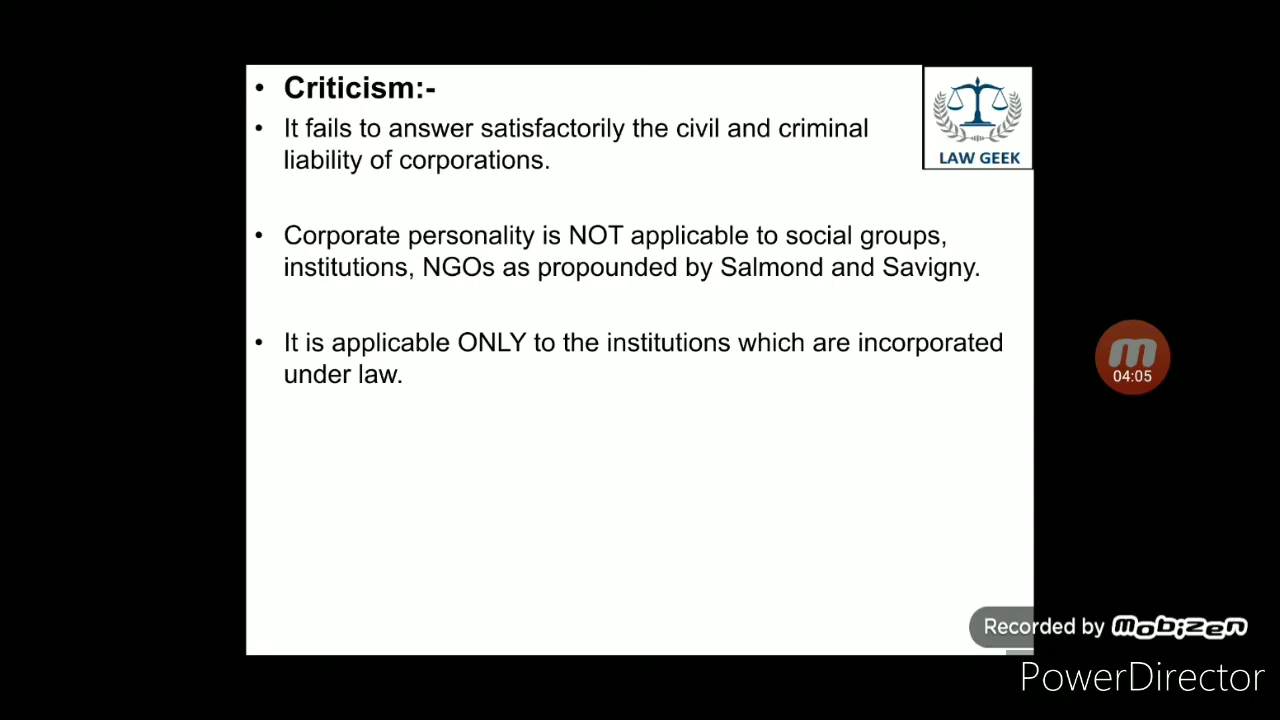 • Criticism:-
• It fails to answer satisfactorily the civil and criminal
liability of corporations.
• Corporate personality is NOT applicable to social groups,
institutions, NGOs as propounded by Salmond and Savigny.
• It is applicable ONLY to the institutions which are incorporated
under law.
LAW GEEK
04:05
Recorded by mobizen
PowerDirector